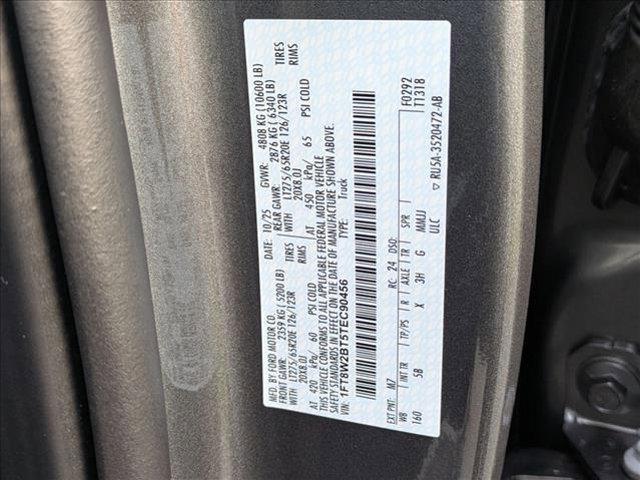 MFD. BY FORD MOTOR CO.
DATE: 10/25 GVWR: 4808 KG (10600 LB)
FRONT GAWR: 2359 KG (5200 LB) REAR GAWR: 2876 KG (6340 LB)
WITH LT275/65R20E 126/123R TIRES WITH LT275/65R20E 126/123R TIRES
20X8.0J RIMS 20X8.0J RIMS
AT 420 kPa/ 60 PSI COLD AT 450 kPa/ 65 PSI COLD
THIS VEHICLE CONFORMS TO ALL APPLICABLE FEDERAL MOTOR VEHICLE
SAFETY STANDARDS IN EFFECT ON THE DATE OF MANUFACTURE SHOWN ABOVE.
VIN: 1FT8W2BT5TEC90456 TYPE: Truck
F0292
T1318
EXT PNT: M7 RC: 24 DSO:
WB INT TR TP/PS R AXLE TR SPR
160 5B X 3H G MMJJ
ULC
▽ RU5A-3520472-AB